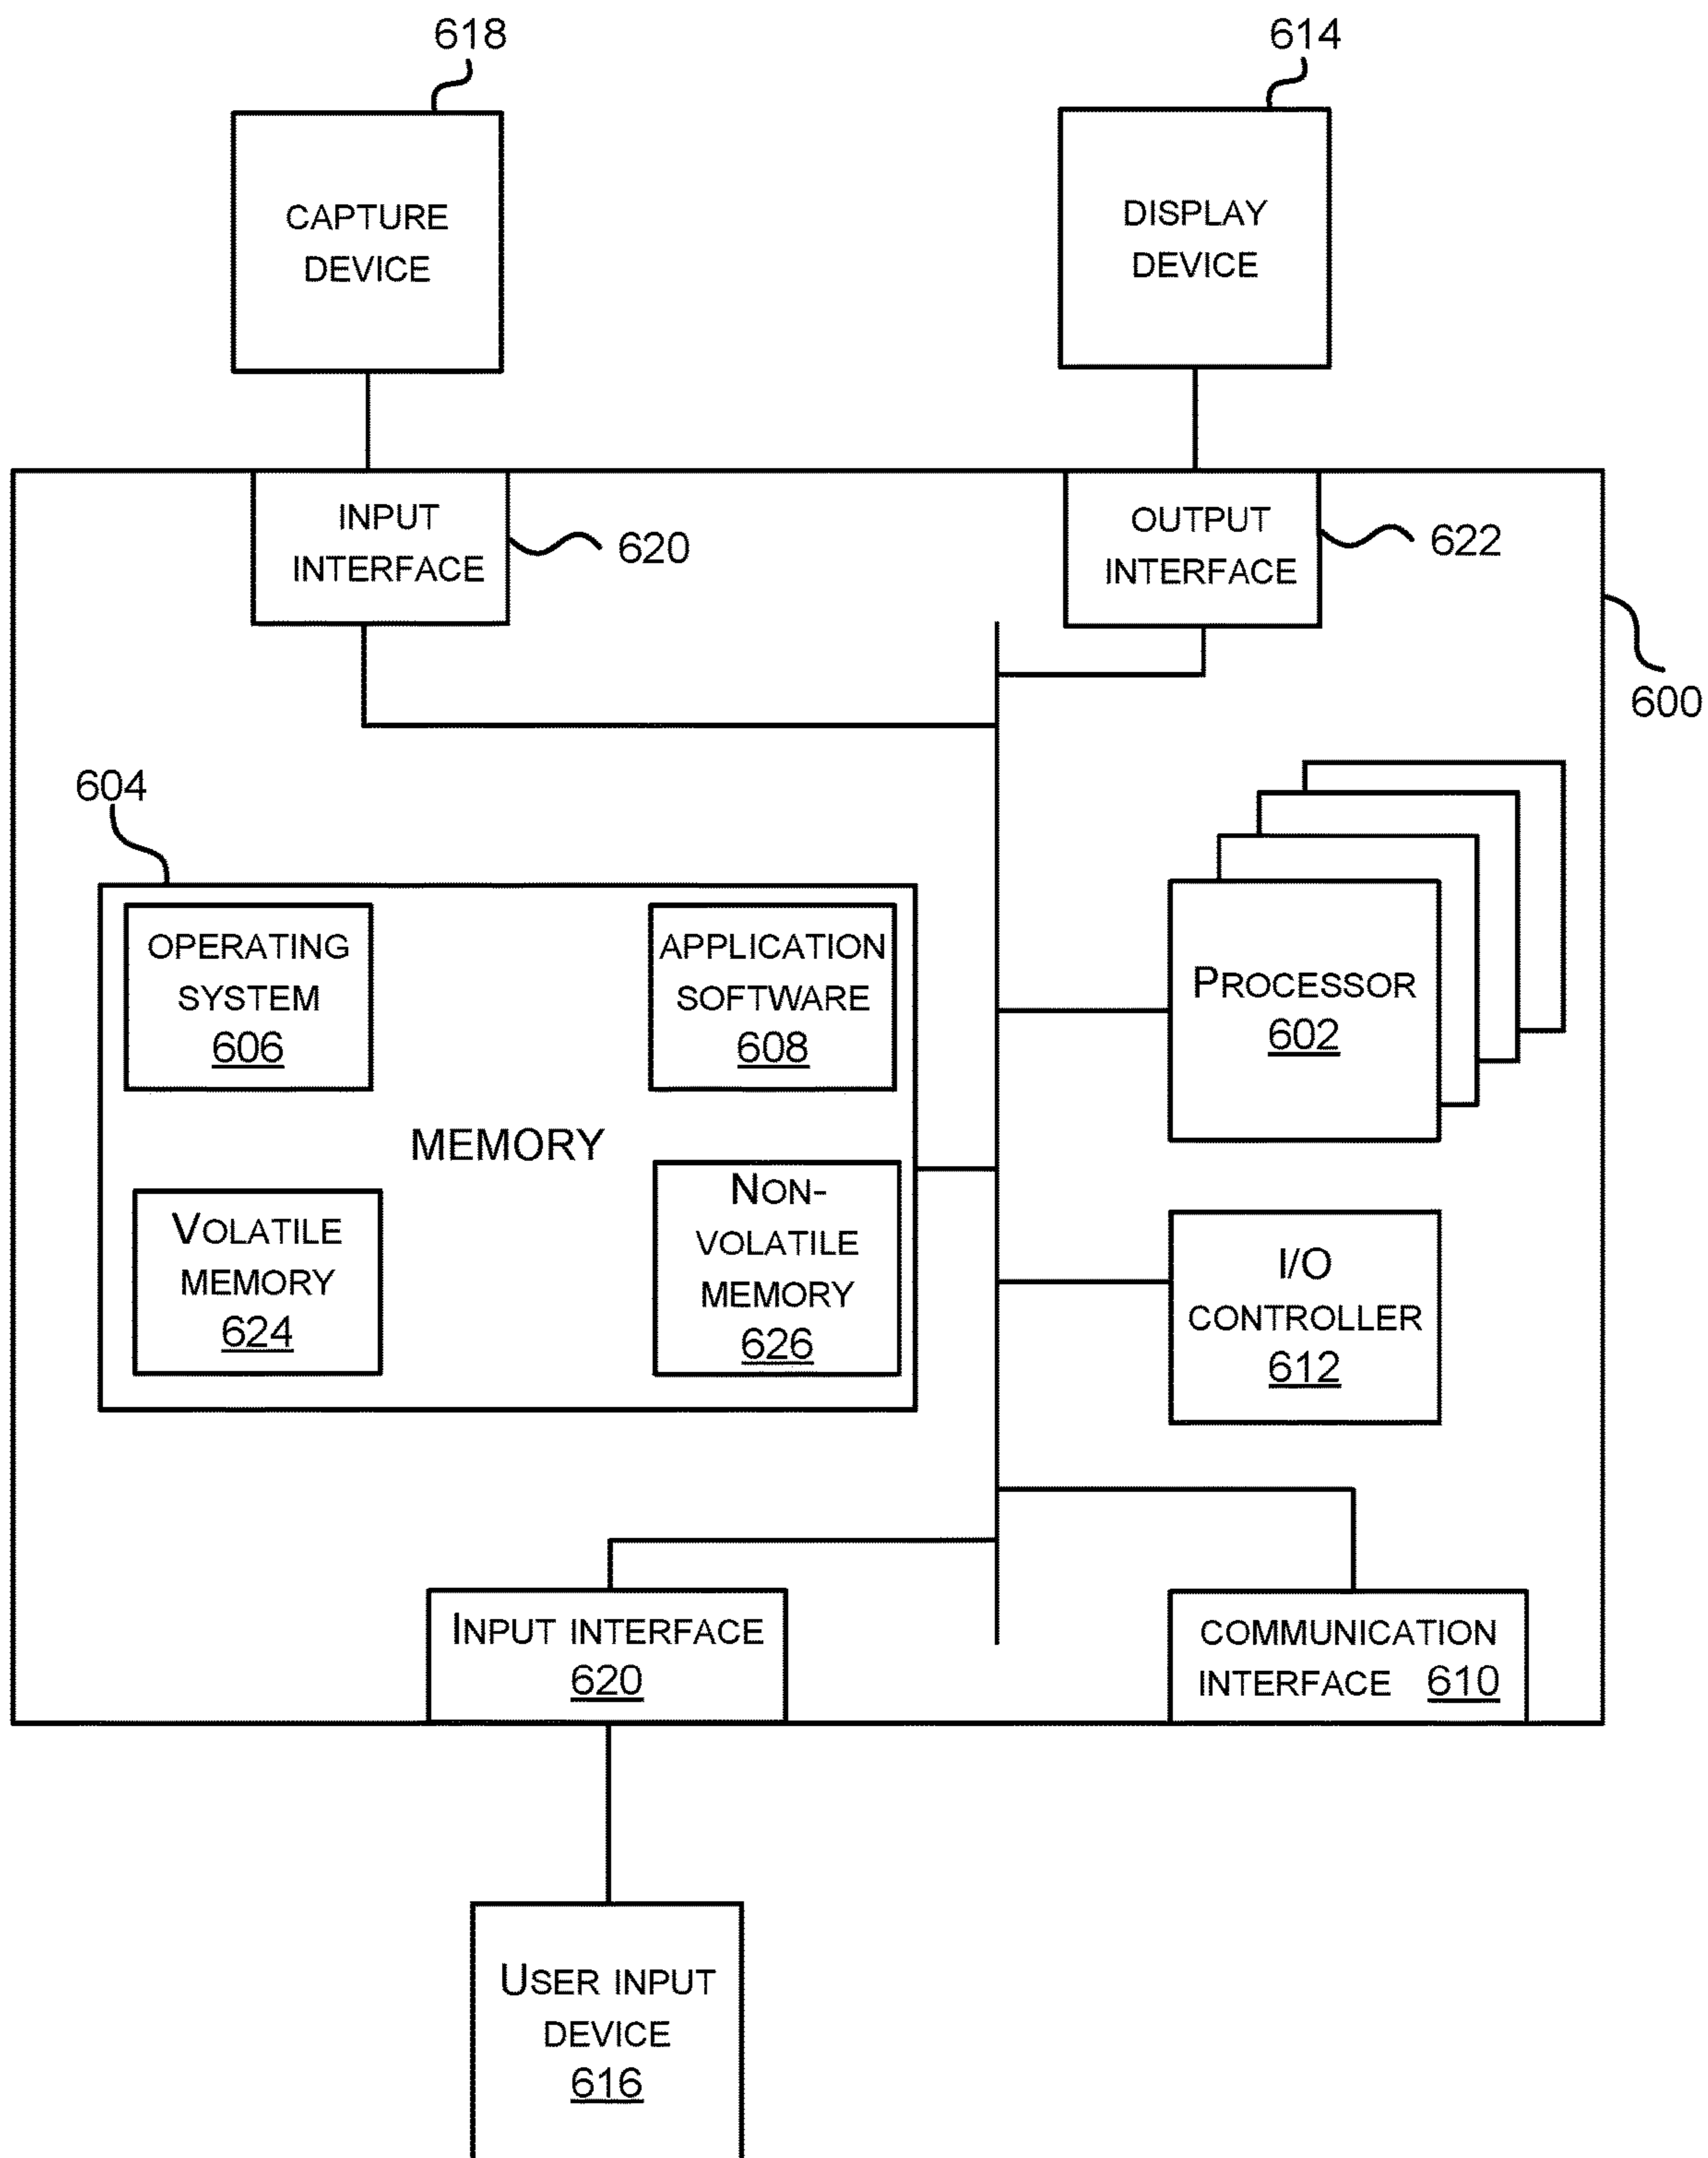 618
614
CAPTURE
DEVICE
DISPLAY
DEVICE
INPUT
INTERFACE
620
OUTPUT
INTERFACE
622
600
604
OPERATING
SYSTEM
606
APPLICATION
SOFTWARE
608
PROCESSOR
602
MEMORY
VOLATILE
MEMORY
624
NON-
VOLATILE
MEMORY
626
I/O
CONTROLLER
612
INPUT INTERFACE
620
COMMUNICATION
INTERFACE 610
USER INPUT
DEVICE
616